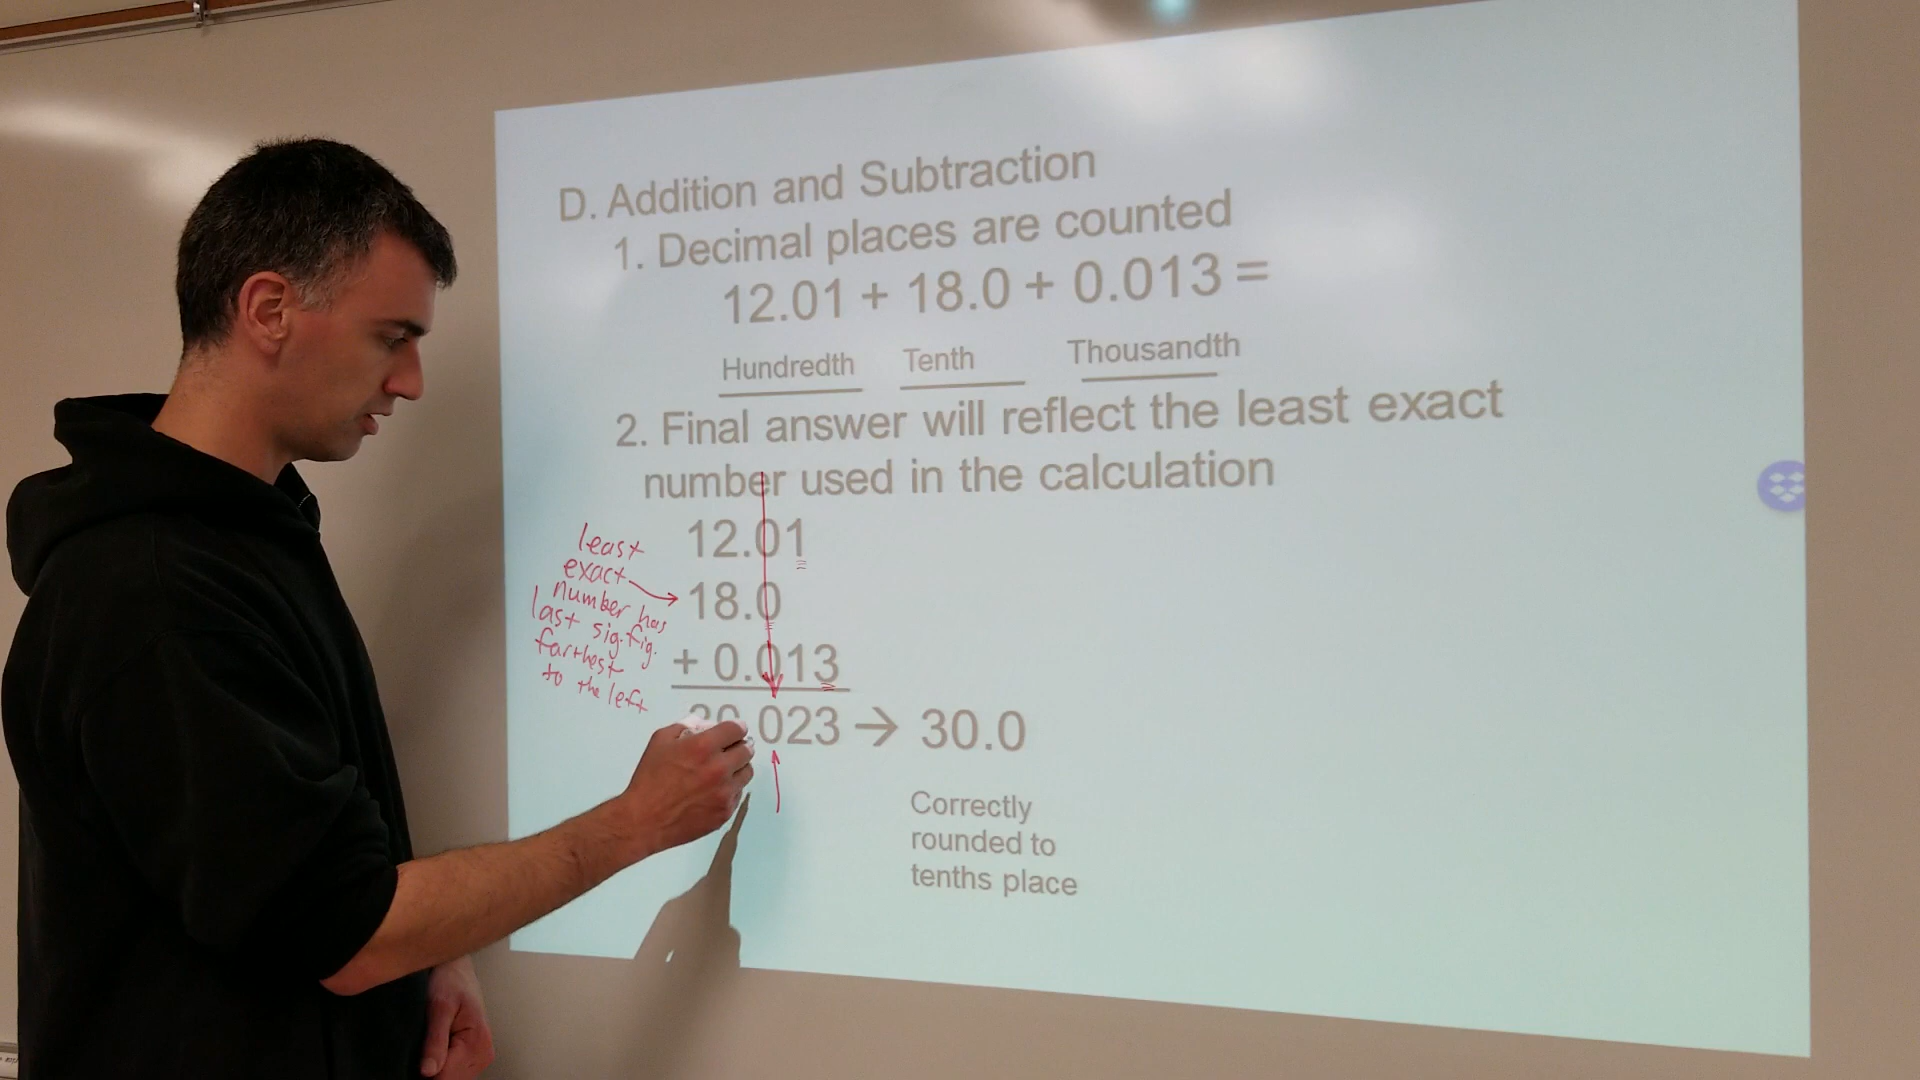 D. Addition and Subtraction
1. Decimal places are counted
12.01 + 18.0 + 0.013 =
Hundredth Tenth Thousandth
2. Final answer will reflect the least exact
number used in the calculation
12.01
18.0
+ 0.013
.023 → 30.0
least
exact
number has
last sig.fig.
farthest
to the left
Correctly
rounded to
tenths place